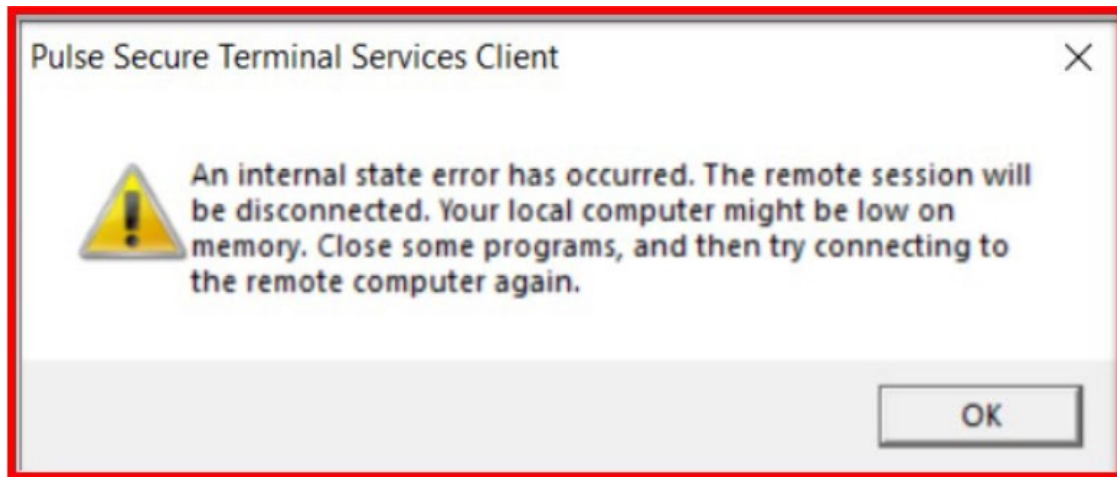 Pulse Secure Terminal Services Client
An internal state error has occurred. The remote session will
be disconnected. Your local computer might be low on
memory. Close some programs, and then try connecting to
the remote computer again.
OK